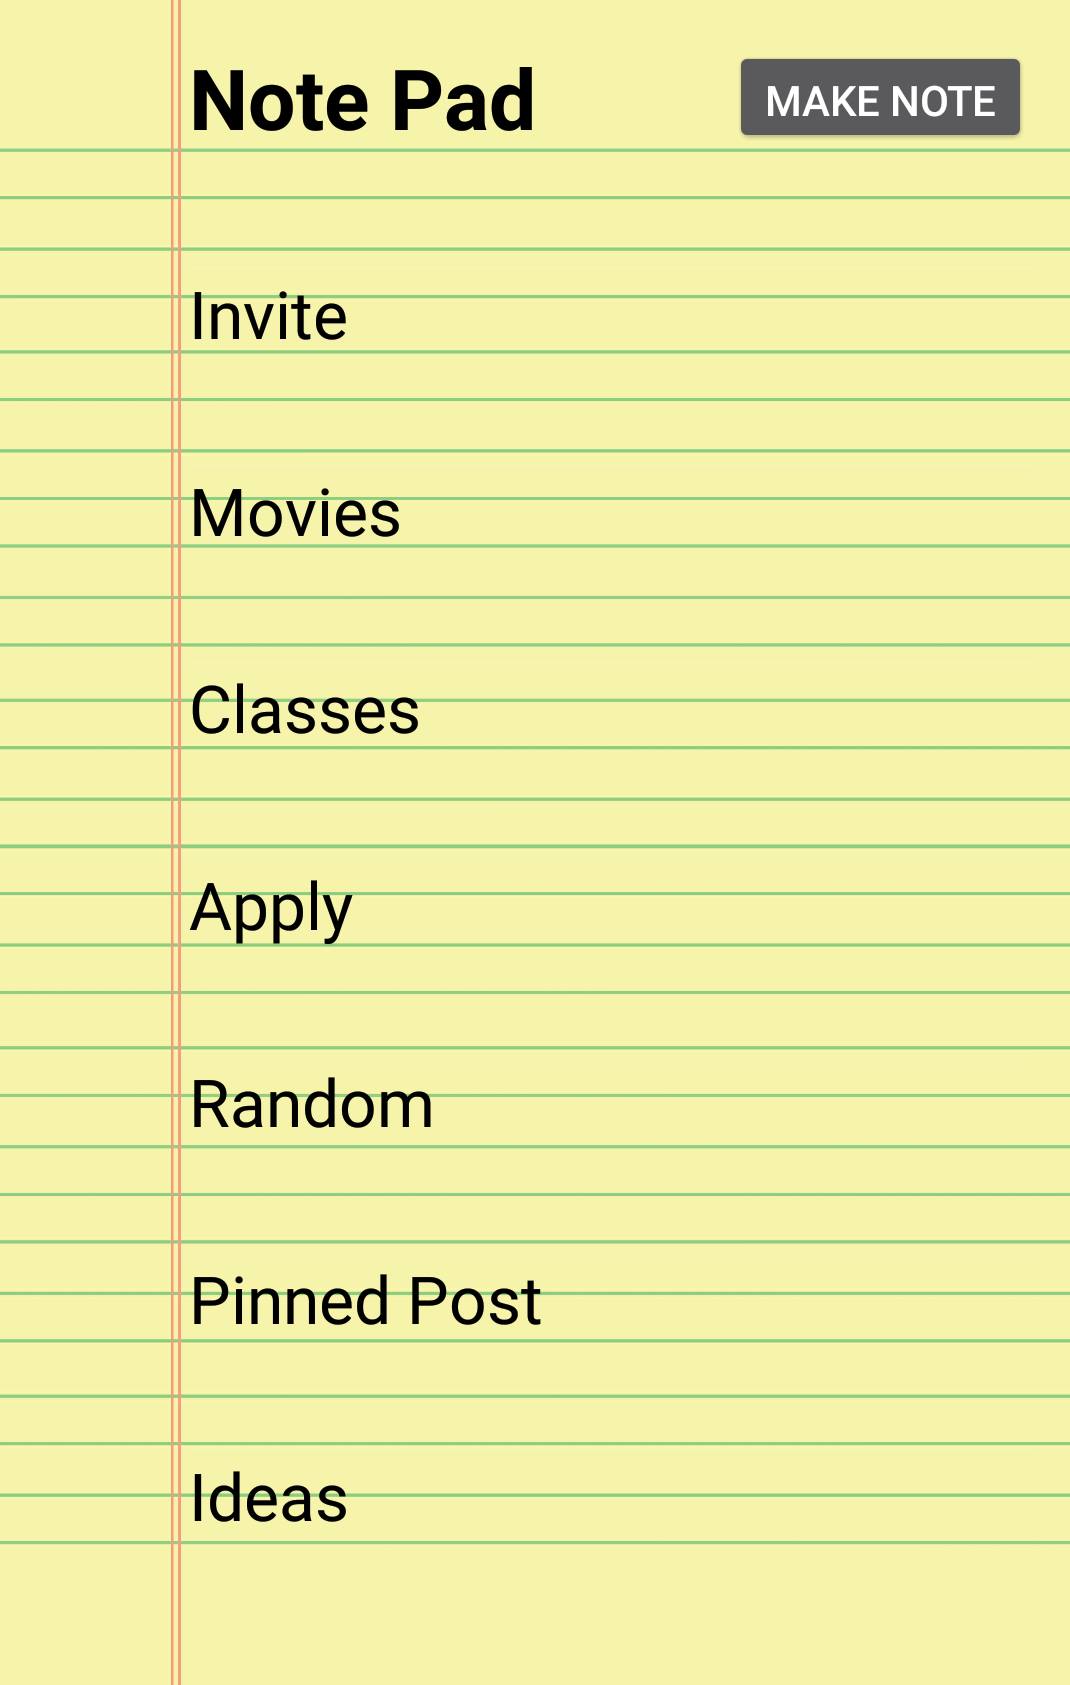 Note Pad
MAKE NOTE
Invite
Movies
Classes
Apply
Random
Pinned Post
Ideas